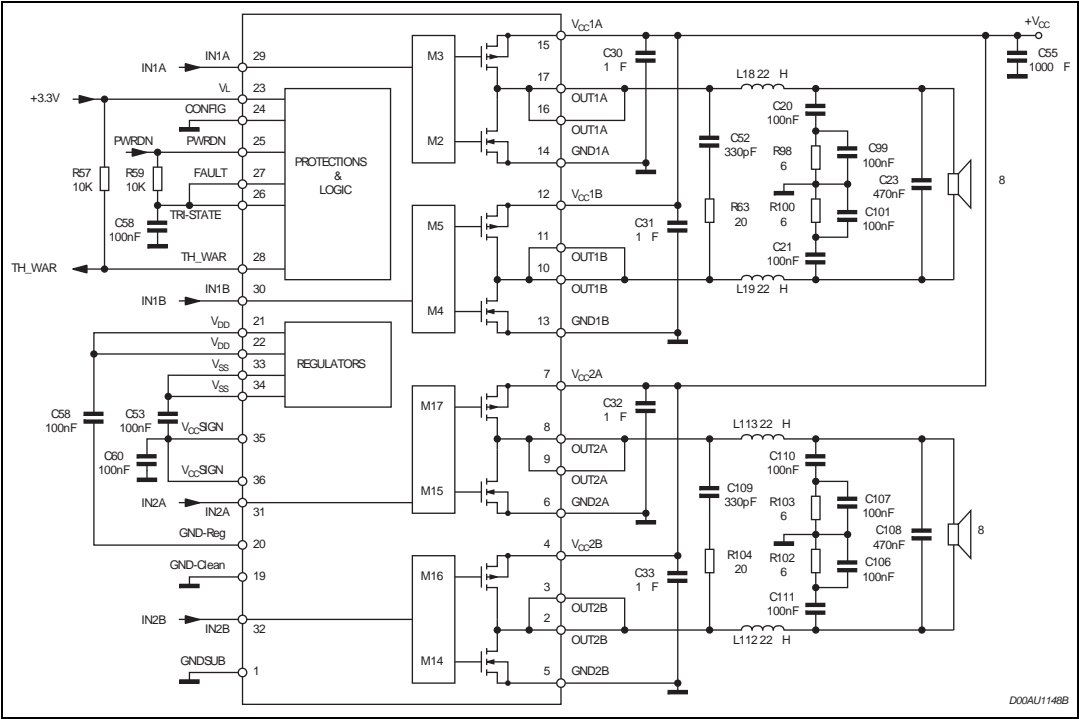 VCC1A
15
C30
1 F
+VCC
C55
1000 F
IN1A
IN1A
29
M3
17
OUT1A
16
OUT1A
M2
14
GND1A
+3.3V
VL
23
CONFIG
24
PWRDN
PWRDN
25
FAULT
27
26
TRI-STATE
R57
10K
R59
10K
C58
100nF
PROTECTIONS
&
LOGIC
TH_WAR
TH_WAR
28
L18 22 H
C20
100nF
C52
330pF
R98
6
C99
100nF
C23
470nF
8
R63
20
R100
6
C101
100nF
C21
100nF
L19 22 H
12
VCC1B
M5
11
OUT1B
10
OUT1B
C31
1 F
IN1B
IN1B
30
M4
13
GND1B
VDD
21
VDD
22
VSS
33
VSS
34
REGULATORS
C58
100nF
C53
100nF
VCCSIGN
35
C60
100nF
VCCSIGN
36
IN2A
IN2A
31
GND-Reg
20
GND-Clean
19
IN2B
IN2B
32
GNDSUB
1
7
VCC2A
M17
8
OUT2A
9
OUT2A
C32
1 F
M15
6
GND2A
4
VCC2B
M16
3
OUT2B
2
OUT2B
C33
1 F
M14
5
GND2B
L113 22 H
C110
100nF
C109
330pF
R103
6
C107
100nF
C108
470nF
8
R104
20
R102
6
C106
100nF
C111
100nF
L112 22 H
D00AU1148B